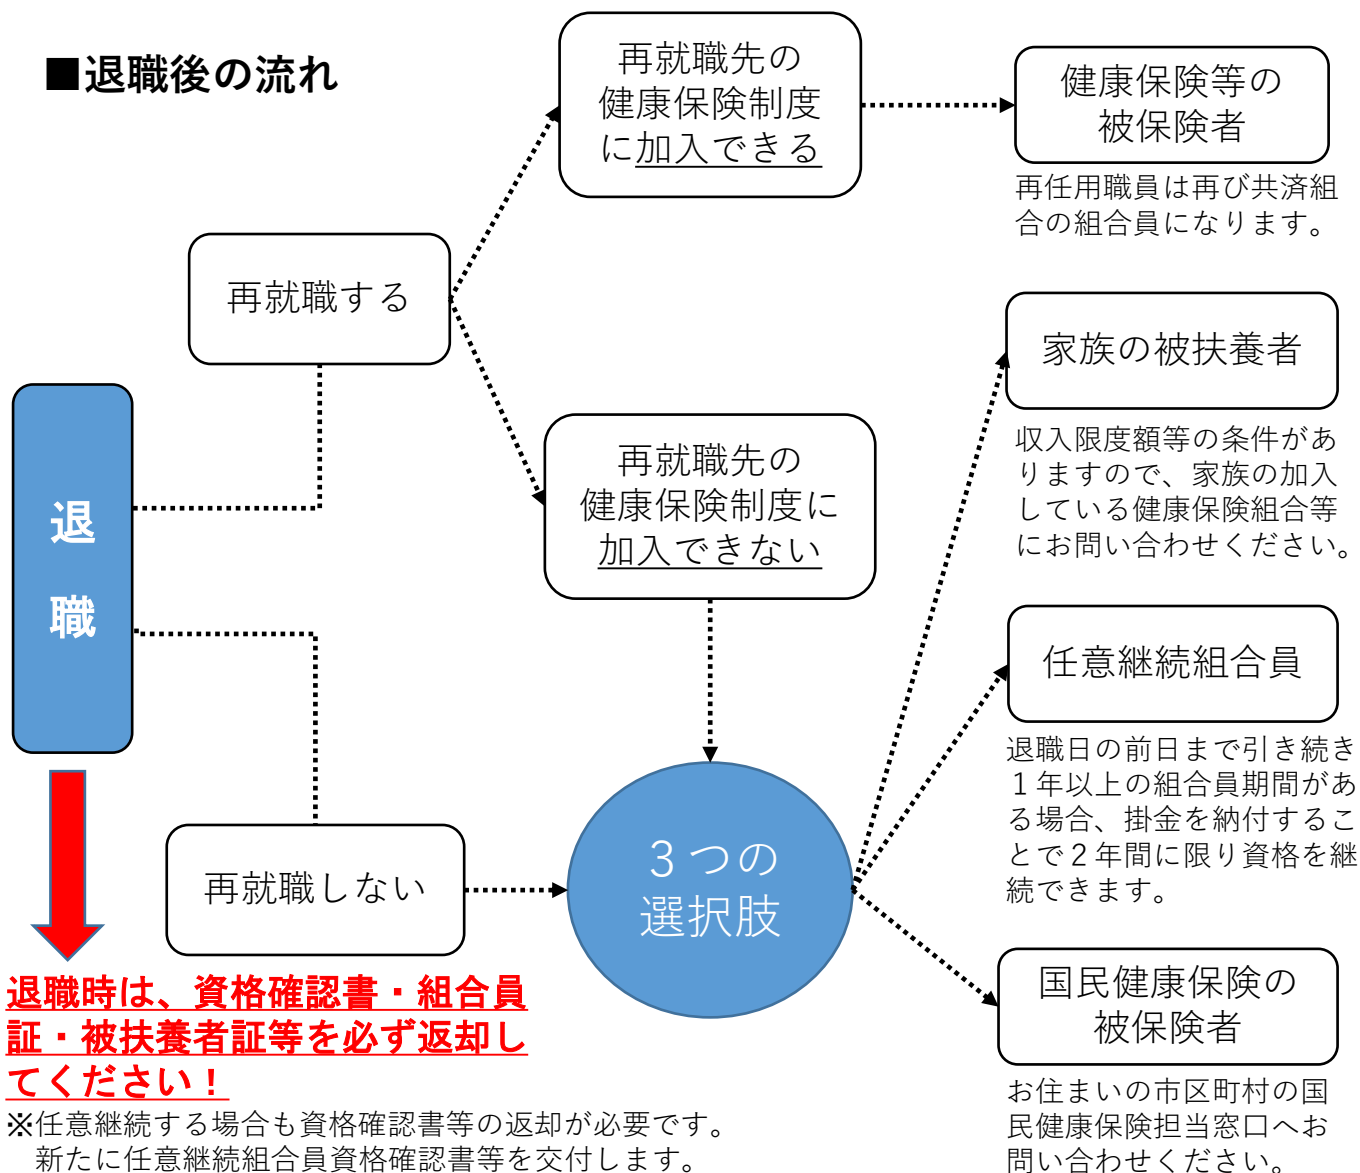 ■退職後の流れ
再就職先の
健康保険制度
に加入できる
健康保険等の
被保険者
再任用職員は再び共済組
合の組合員になります。
再就職する
家族の被扶養者
収入限度額等の条件があ
りますので、家族の加入
している健康保険組合等
にお問い合わせください。
再就職先の
健康保険制度に
加入できない
退
職
任意継続組合員
退職日の前日まで引き続き
１年以上の組合員期間があ
る場合、掛金を納付するこ
とで２年間に限り資格を継
続できます。
再就職しない
３つの
選択肢
国民健康保険の
被保険者
お住まいの市区町村の国
民健康保険担当窓口へお
問い合わせください。
退職時は、資格確認書・組合員
証・被扶養者証等を必ず返却し
てください！
※任意継続する場合も資格確認書等の返却が必要です。
新たに任意継続組合員資格確認書等を交付します。